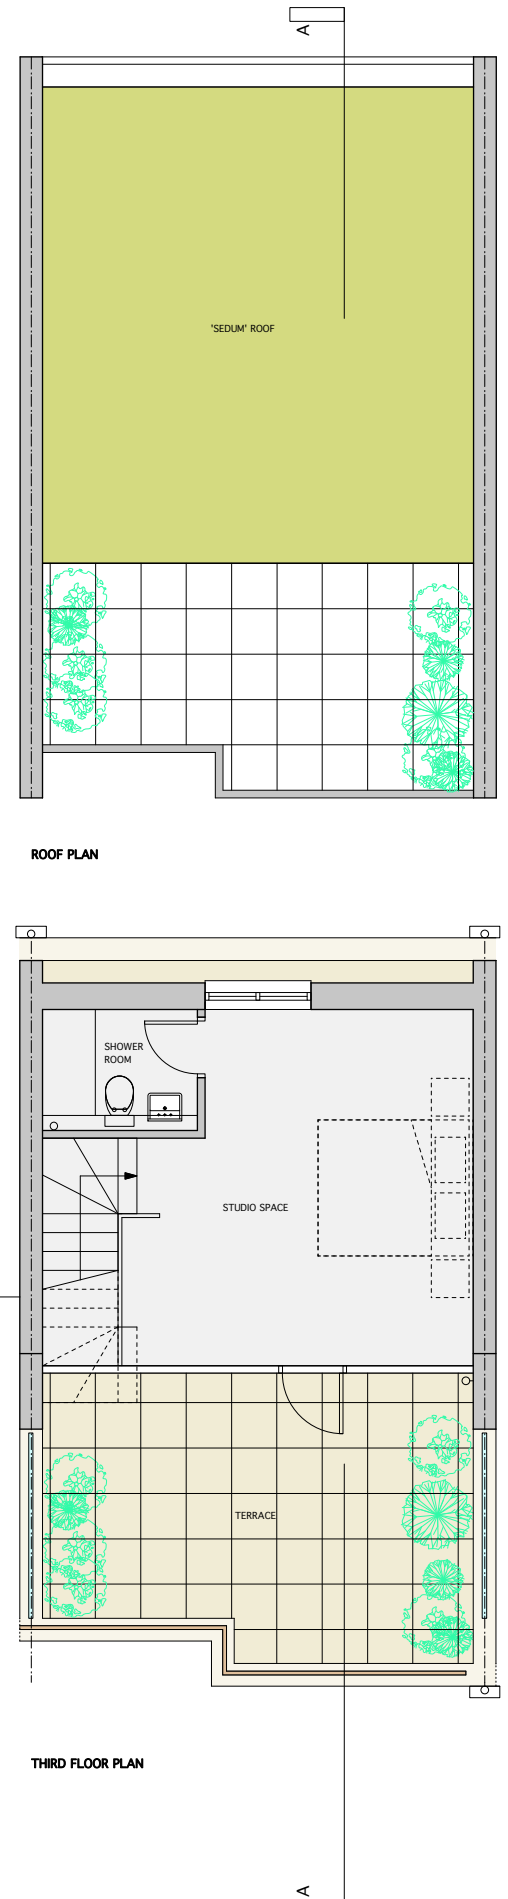 A
'SEDUM' ROOF
ROOF PLAN
SHOWER
ROOM
STUDIO SPACE
TERRACE
THIRD FLOOR PLAN
A